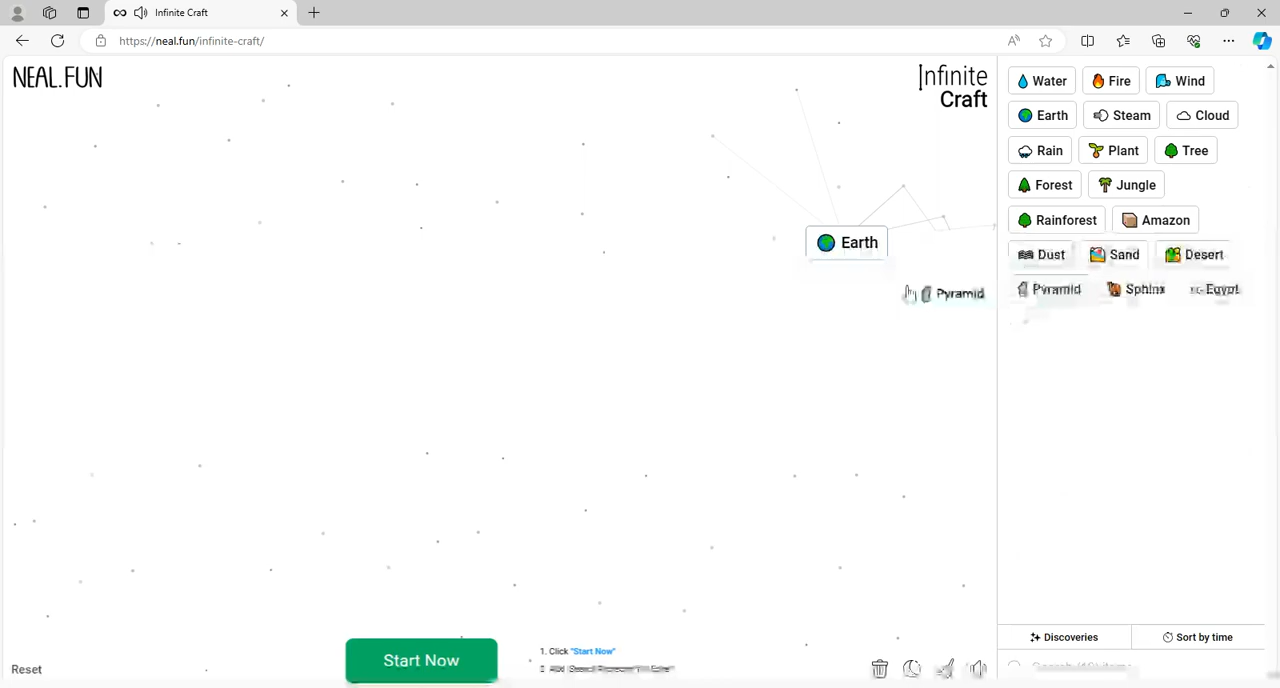 Infinite Craft
https://neal.fun/infinite-craft/
NEAL.FUN
Infinite
Craft
Water Fire Wind
Earth Steam Cloud
Rain Plant Tree
Forest Jungle
Rainforest Amazon
Earth
Dust Sand Desert
Pyramid
Pyramid Sphinx Egypt
Discoveries
Sort by time
Start Now
1. Click "Start Now"
Reset